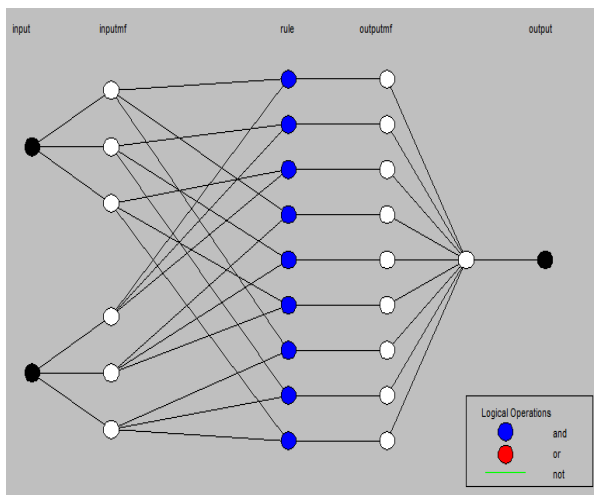 input inputmf rule outputmf output
Logical Operations
and
or
not